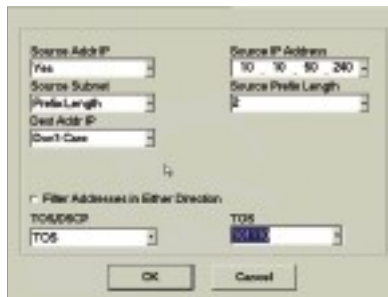 Source Addr IP
Source IP Address
Yes
10 . 10 . 50 . 240
Source Subnet
Source Prefix Length
Prefix Length
2
Dest Addr IP
Don't Care
Filter Addresses in Either Direction
TOS/DSCP
TOS
TOS
OK
Cancel